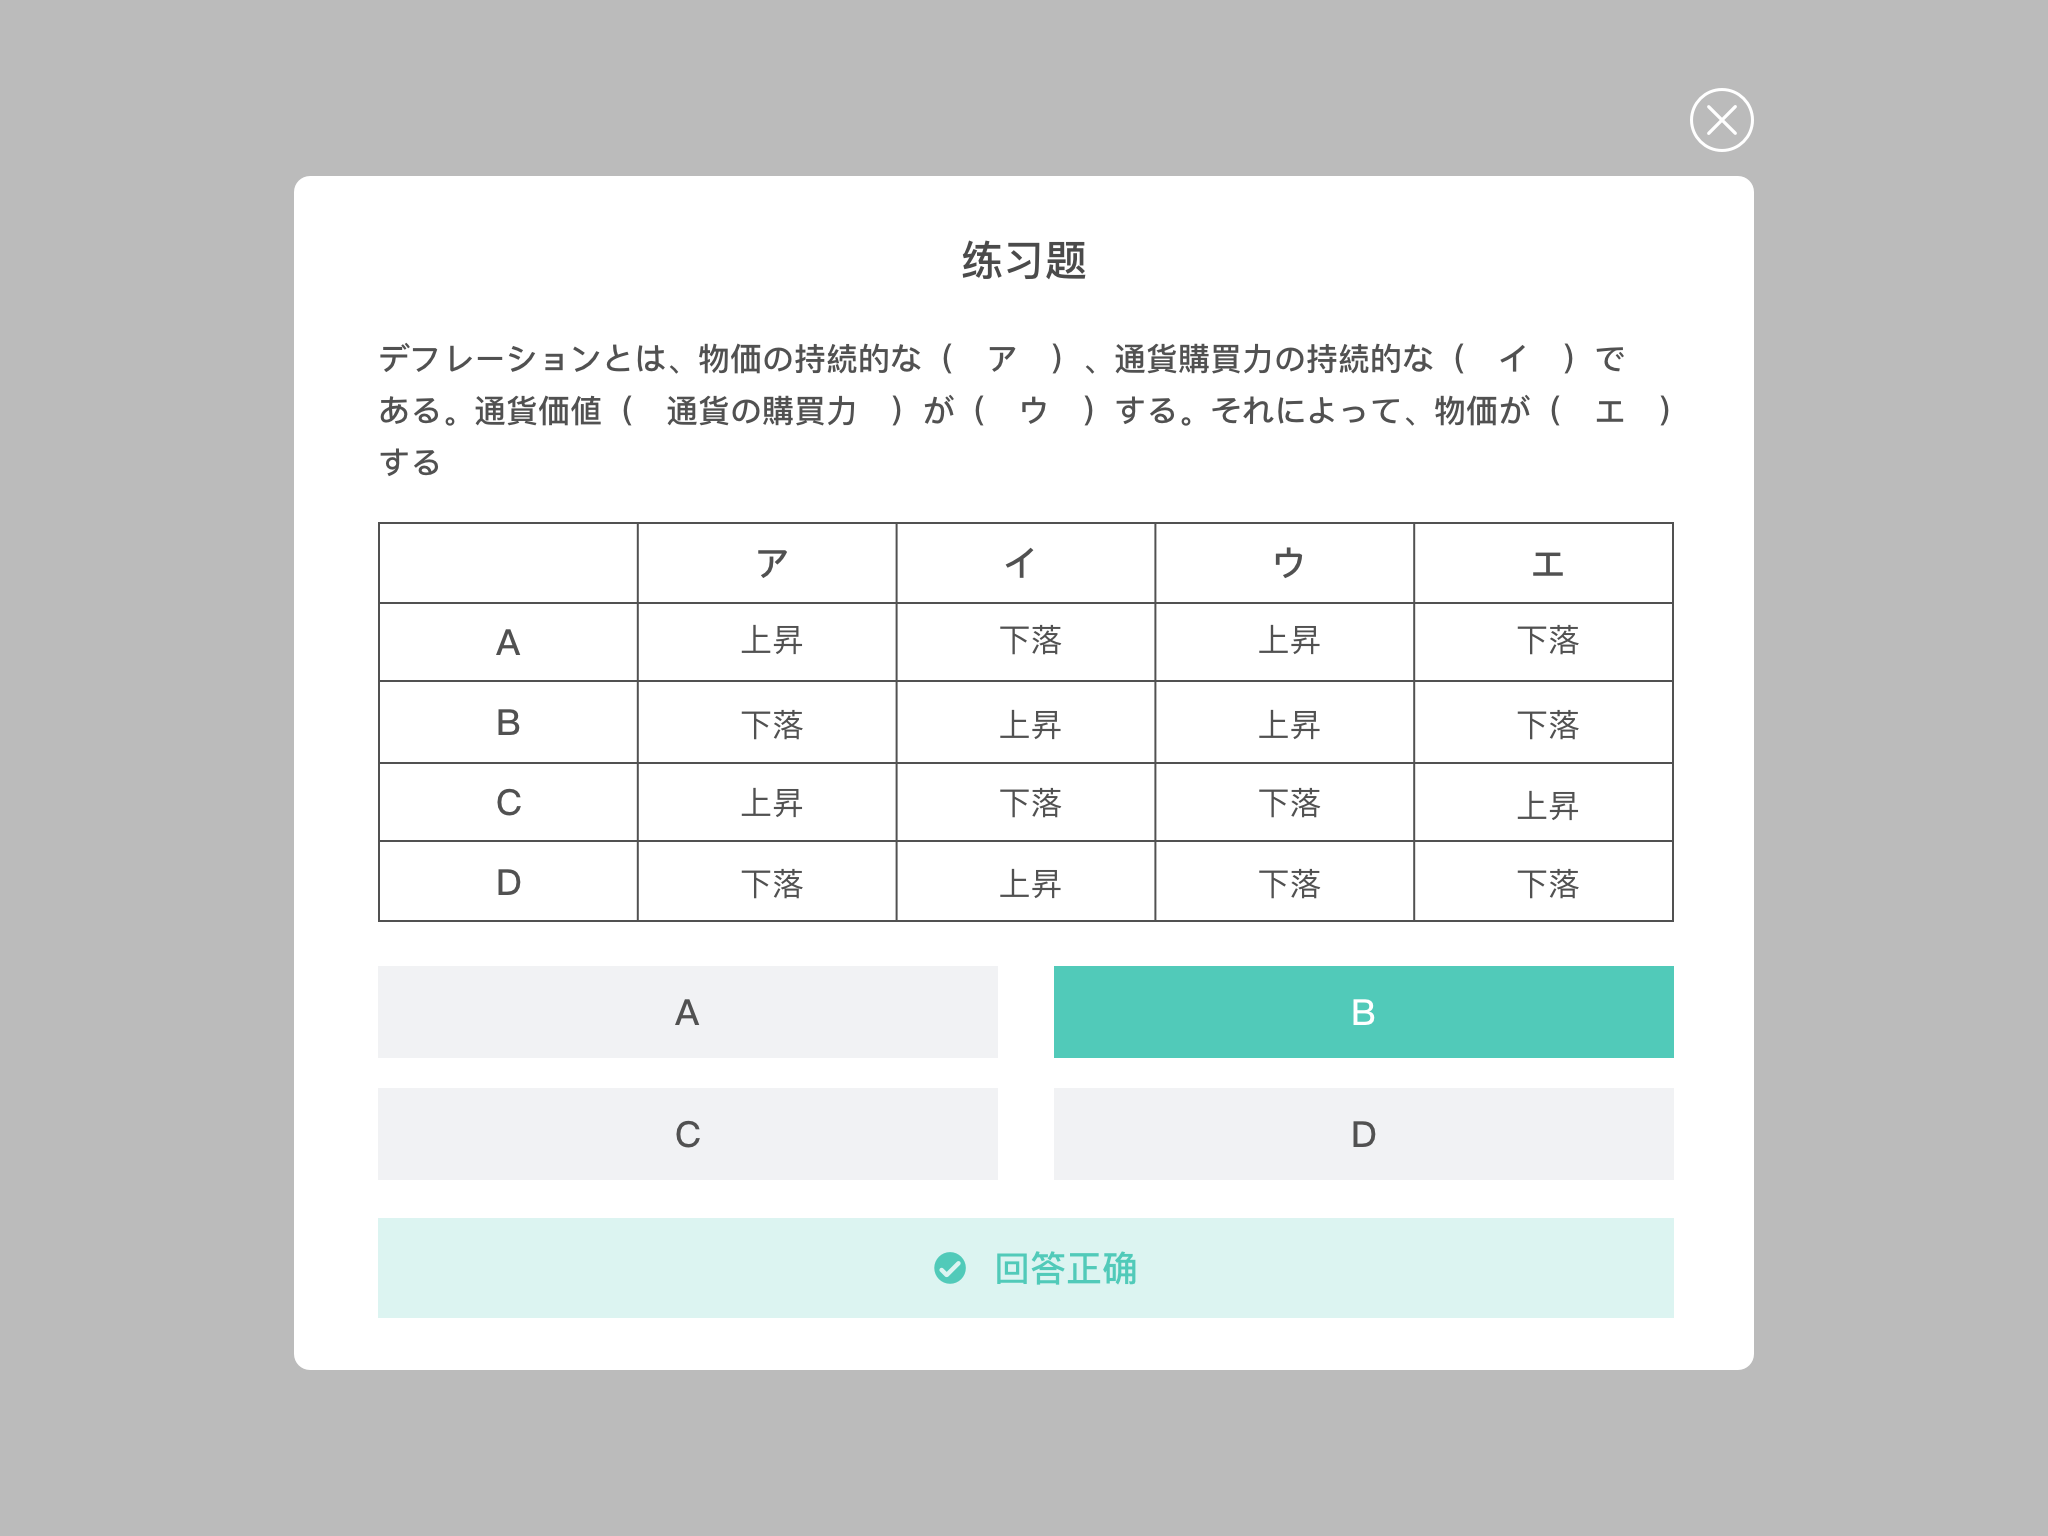 练习题
デフレーションとは、物価の持続的な（　ア　）、通貨購買力の持続的な（　イ　）で
ある。通貨価値（　通貨の購買力　）が（　ウ　）する。それによって、物価が（　エ　）
する
ア イ ウ エ
A 上昇 下落 上昇 下落
B 下落 上昇 上昇 下落
C 上昇 下落 下落 上昇
D 下落 上昇 下落 下落
A B
C D
回答正确